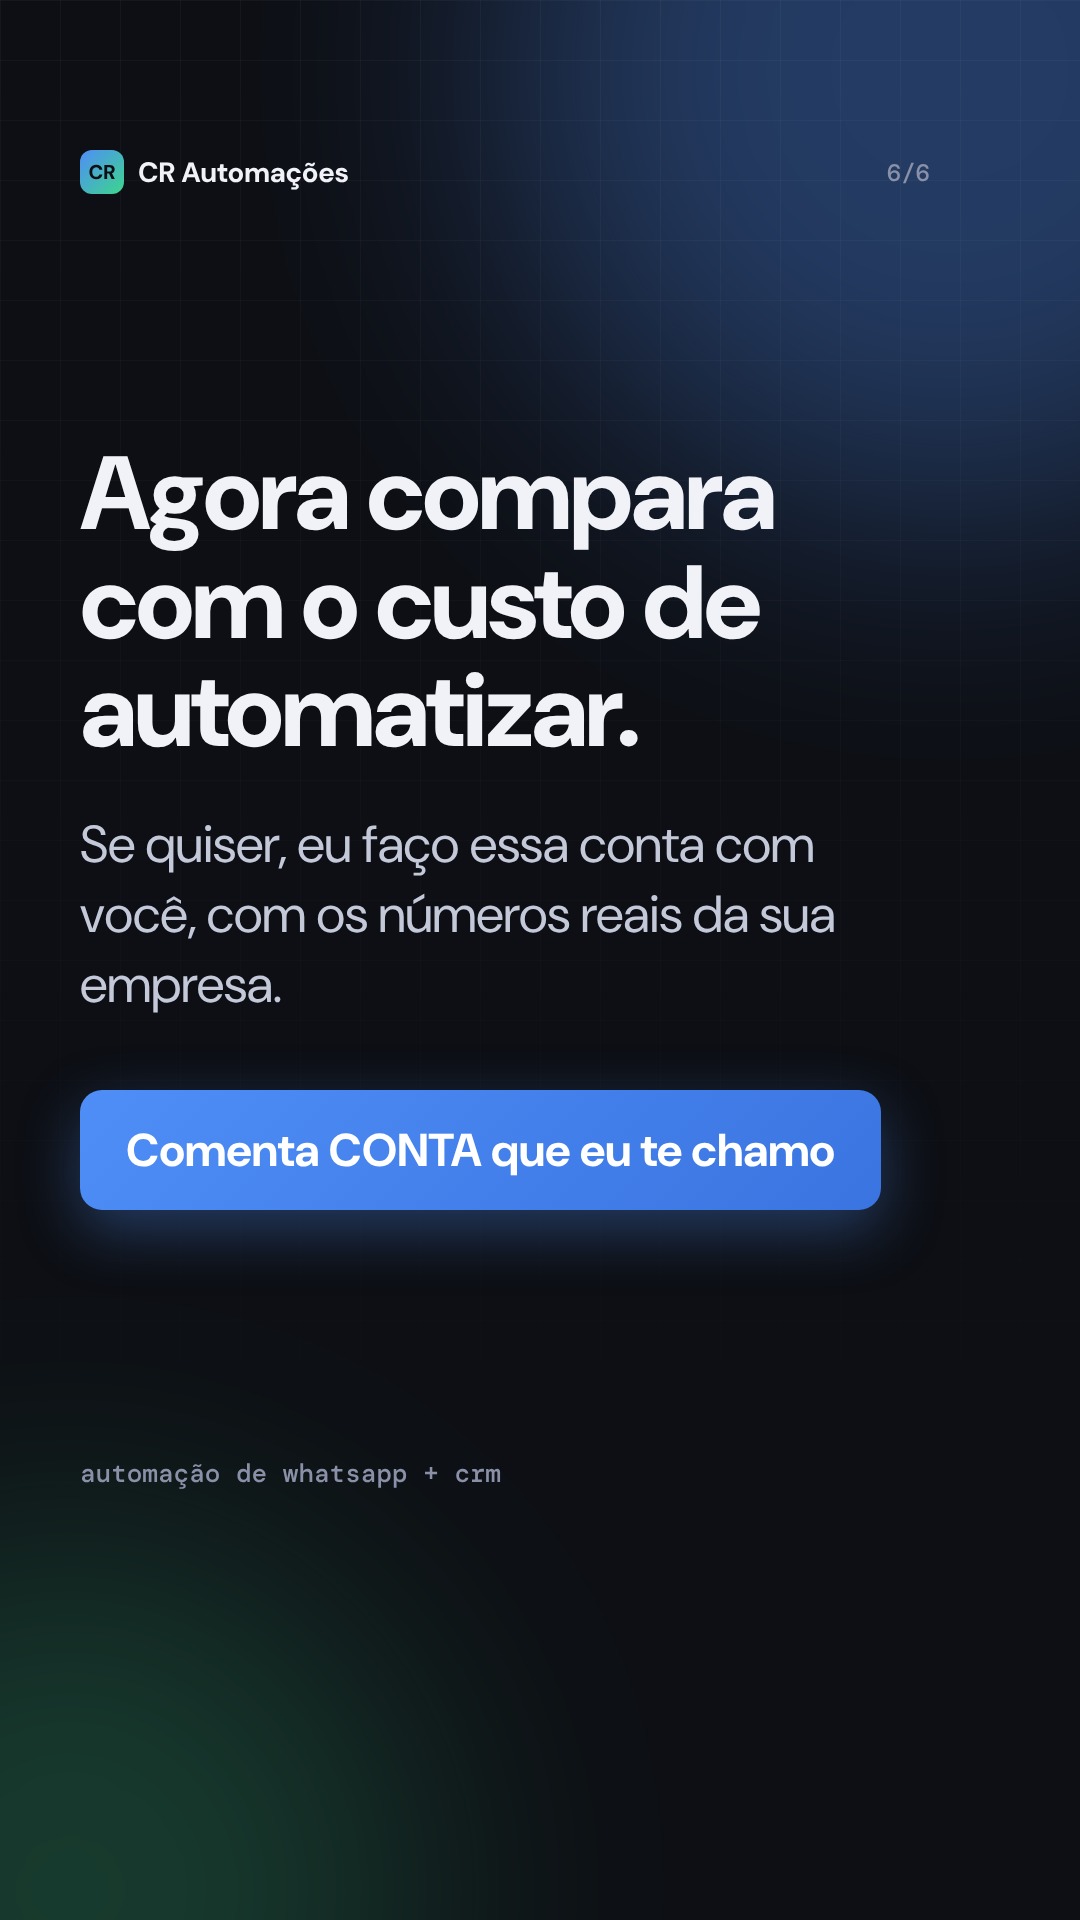 CR CR Automações
6/6
Agora compara
com o custo de
automatizar.
Se quiser, eu faço essa conta com
você, com os números reais da sua
empresa.
Comenta CONTA que eu te chamo
automação de whatsapp + crm